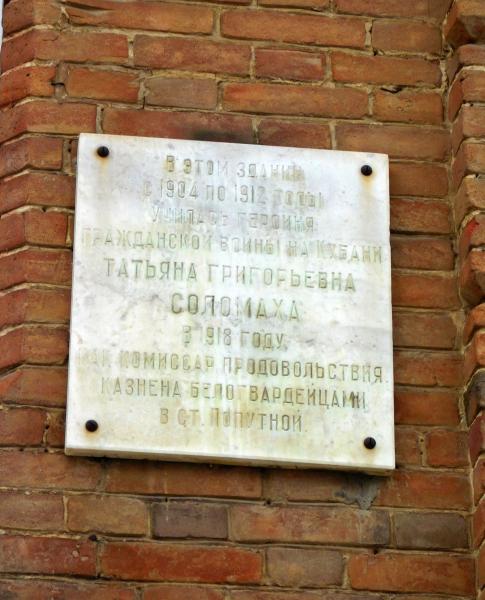 В ЭТОМ ЗДАНИИ
С 1904 ПО 1912 ГОДЫ
УЧИЛАСЬ ГЕРОИНЯ
ГРАЖДАНСКОЙ ВОЙНЫ НА КУБАНИ
ТАТЬЯНА ГРИГОРЬЕВНА
СОЛОМАХА
В 1918 ГОДУ,
КАК КОМИССАР ПРОДОВОЛЬСТВИЯ.
КАЗНЕНА БЕЛОГВАРДЕЙЦАМИ
В СТ. ПОПУТНОЙ.